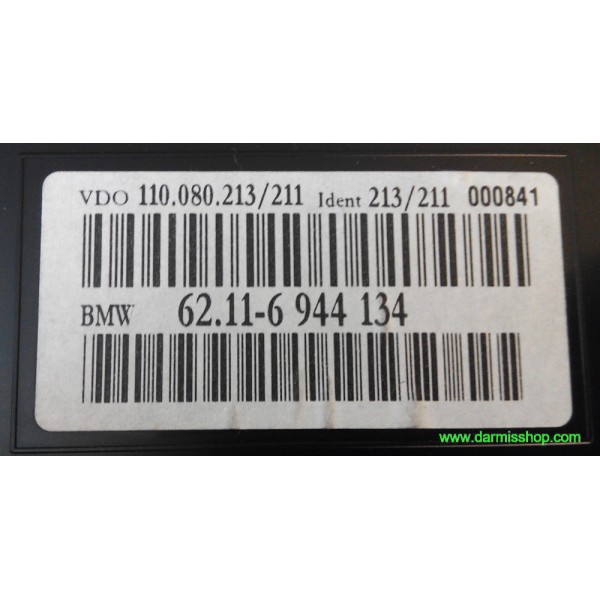 VDO 110.080.213/211 Ident 213/211 000841
BMW 62.11-6 944 134
www.darmisshop.com